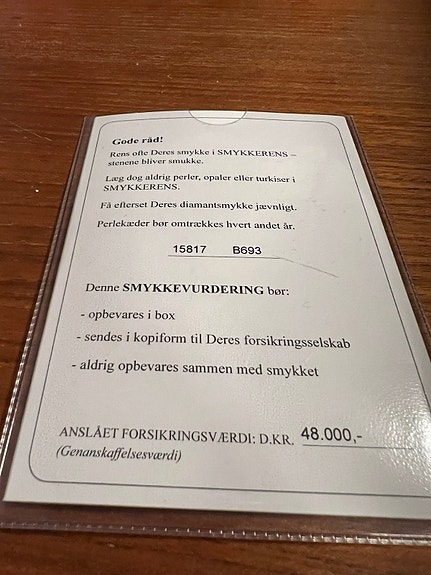 Gode råd!
Rens ofte Deres smykke i SMYKKERENS –
stenene bliver smukke.
Læg dog aldrig perler, opaler eller turkiser i
SMYKKERENS.
Få efterset Deres diamantsmykke jævnligt.
Perlekæder bør omtrækkes hvert andet år.
15817 B693
Denne SMYKKEVURDERING bør:
- opbevares i box
- sendes i kopiform til Deres forsikringsselskab
- aldrig opbevares sammen med smykket
ANSLÅET FORSIKRINGSVÆRDI: D.KR. 48.000,-
(Genanskaffelsesværdi)